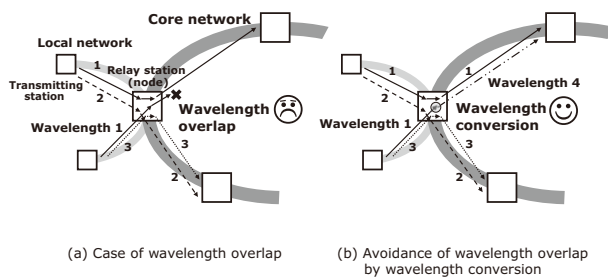 Core network
Local network
1
Relay station
(node)
Transmitting
station
2
Wavelength
overlap
Wavelength 1
3
3
2
(a) Case of wavelength overlap
1
1
Wavelength 4
2
Wavelength
conversion
Wavelength 1
3
3
2
(b) Avoidance of wavelength overlap
by wavelength conversion